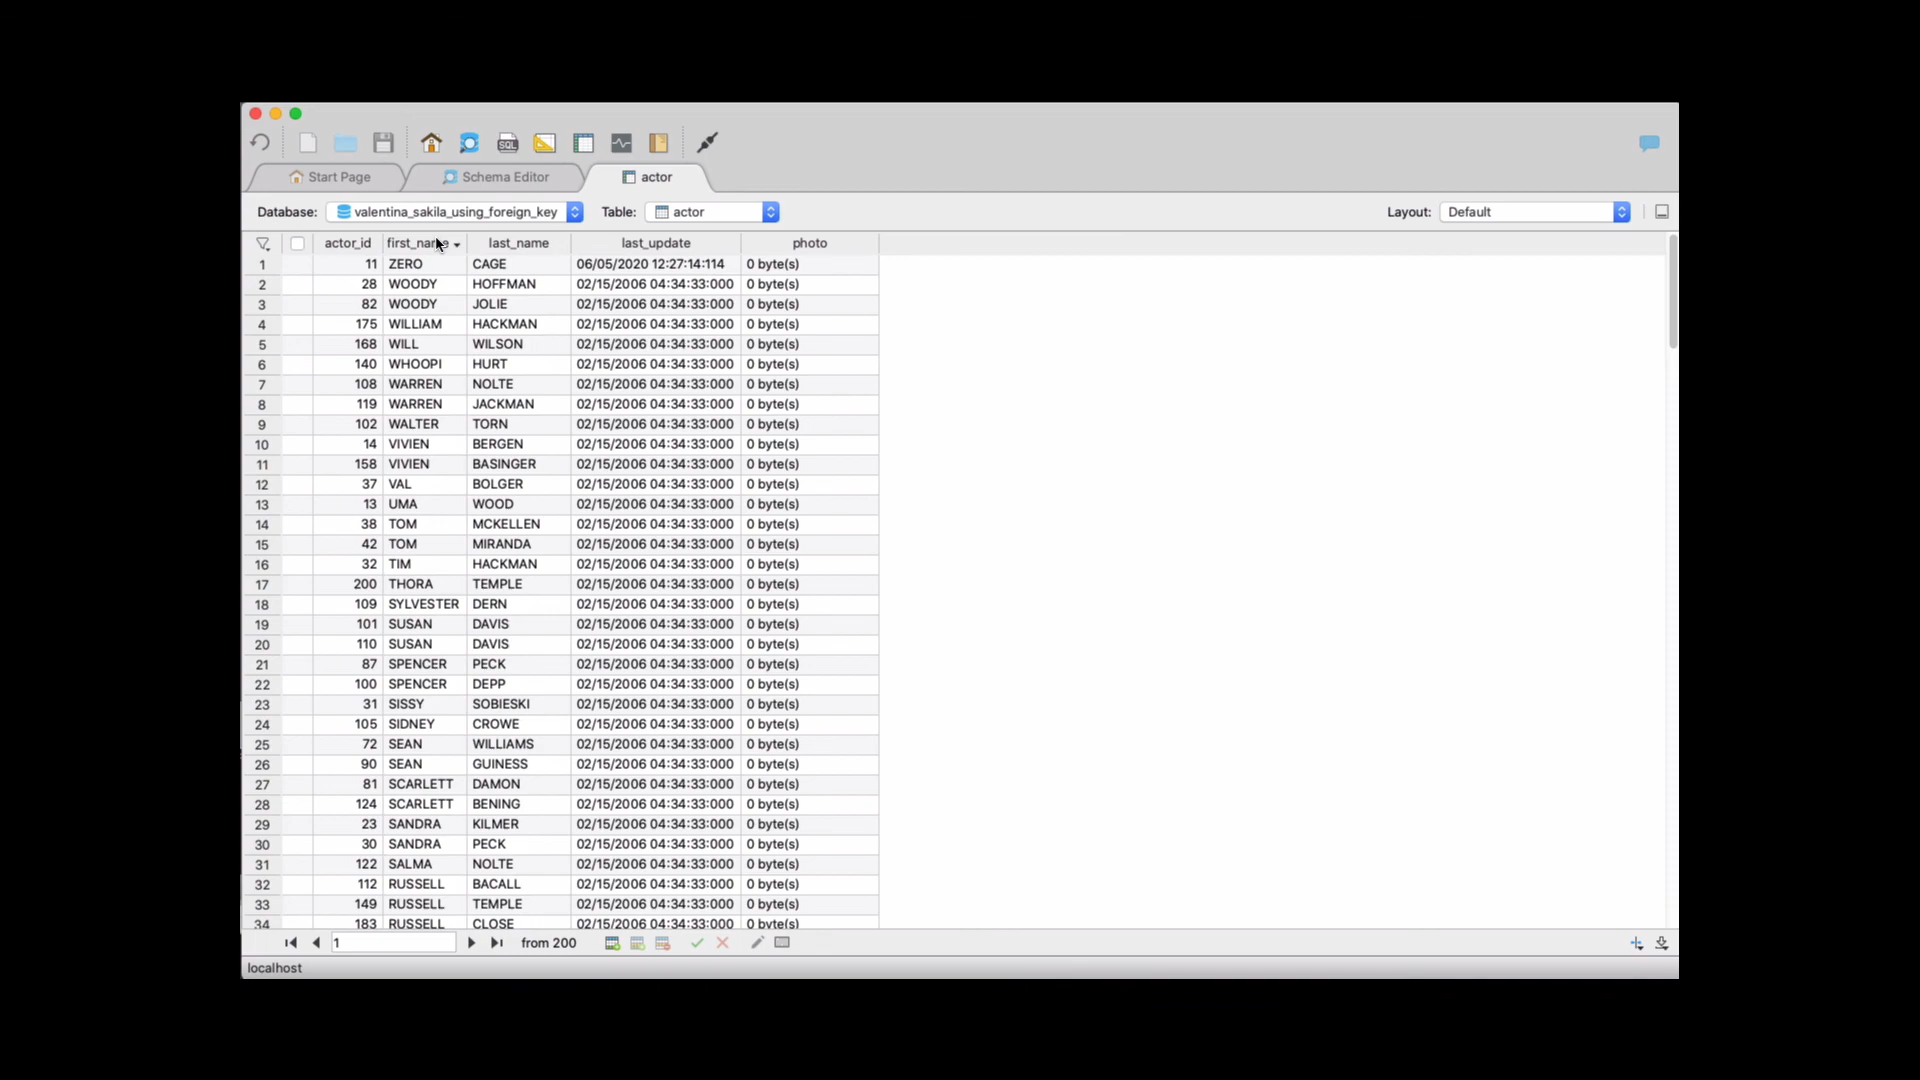 SQL
Start Page Schema Editor actor
Database: valentina_sakila_using_foreign_key Table: actor Layout: Default
actor_id first_name last_name last_update photo
1 11 ZERO CAGE 06/05/2020 12:27:14:114 0 byte(s)
2 28 WOODY HOFFMAN 02/15/2006 04:34:33:000 0 byte(s)
3 82 WOODY JOLIE 02/15/2006 04:34:33:000 0 byte(s)
4 175 WILLIAM HACKMAN 02/15/2006 04:34:33:000 0 byte(s)
5 168 WILL WILSON 02/15/2006 04:34:33:000 0 byte(s)
6 140 WHOOPI HURT 02/15/2006 04:34:33:000 0 byte(s)
7 108 WARREN NOLTE 02/15/2006 04:34:33:000 0 byte(s)
8 119 WARREN JACKMAN 02/15/2006 04:34:33:000 0 byte(s)
9 102 WALTER TORN 02/15/2006 04:34:33:000 0 byte(s)
10 14 VIVIEN BERGEN 02/15/2006 04:34:33:000 0 byte(s)
11 158 VIVIEN BASINGER 02/15/2006 04:34:33:000 0 byte(s)
12 37 VAL BOLGER 02/15/2006 04:34:33:000 0 byte(s)
13 13 UMA WOOD 02/15/2006 04:34:33:000 0 byte(s)
14 38 TOM MCKELLEN 02/15/2006 04:34:33:000 0 byte(s)
15 42 TOM MIRANDA 02/15/2006 04:34:33:000 0 byte(s)
16 32 TIM HACKMAN 02/15/2006 04:34:33:000 0 byte(s)
17 200 THORA TEMPLE 02/15/2006 04:34:33:000 0 byte(s)
18 109 SYLVESTER DERN 02/15/2006 04:34:33:000 0 byte(s)
19 101 SUSAN DAVIS 02/15/2006 04:34:33:000 0 byte(s)
20 110 SUSAN DAVIS 02/15/2006 04:34:33:000 0 byte(s)
21 87 SPENCER PECK 02/15/2006 04:34:33:000 0 byte(s)
22 100 SPENCER DEPP 02/15/2006 04:34:33:000 0 byte(s)
23 31 SISSY SOBIESKI 02/15/2006 04:34:33:000 0 byte(s)
24 105 SIDNEY CROWE 02/15/2006 04:34:33:000 0 byte(s)
25 72 SEAN WILLIAMS 02/15/2006 04:34:33:000 0 byte(s)
26 90 SEAN GUINESS 02/15/2006 04:34:33:000 0 byte(s)
27 81 SCARLETT DAMON 02/15/2006 04:34:33:000 0 byte(s)
28 124 SCARLETT BENING 02/15/2006 04:34:33:000 0 byte(s)
29 23 SANDRA KILMER 02/15/2006 04:34:33:000 0 byte(s)
30 30 SANDRA PECK 02/15/2006 04:34:33:000 0 byte(s)
31 122 SALMA NOLTE 02/15/2006 04:34:33:000 0 byte(s)
32 112 RUSSELL BACALL 02/15/2006 04:34:33:000 0 byte(s)
33 149 RUSSELL TEMPLE 02/15/2006 04:34:33:000 0 byte(s)
34 183 RUSSELL CLOSE 02/15/2006 04:34:33:000 0 byte(s)
1 from 200
localhost